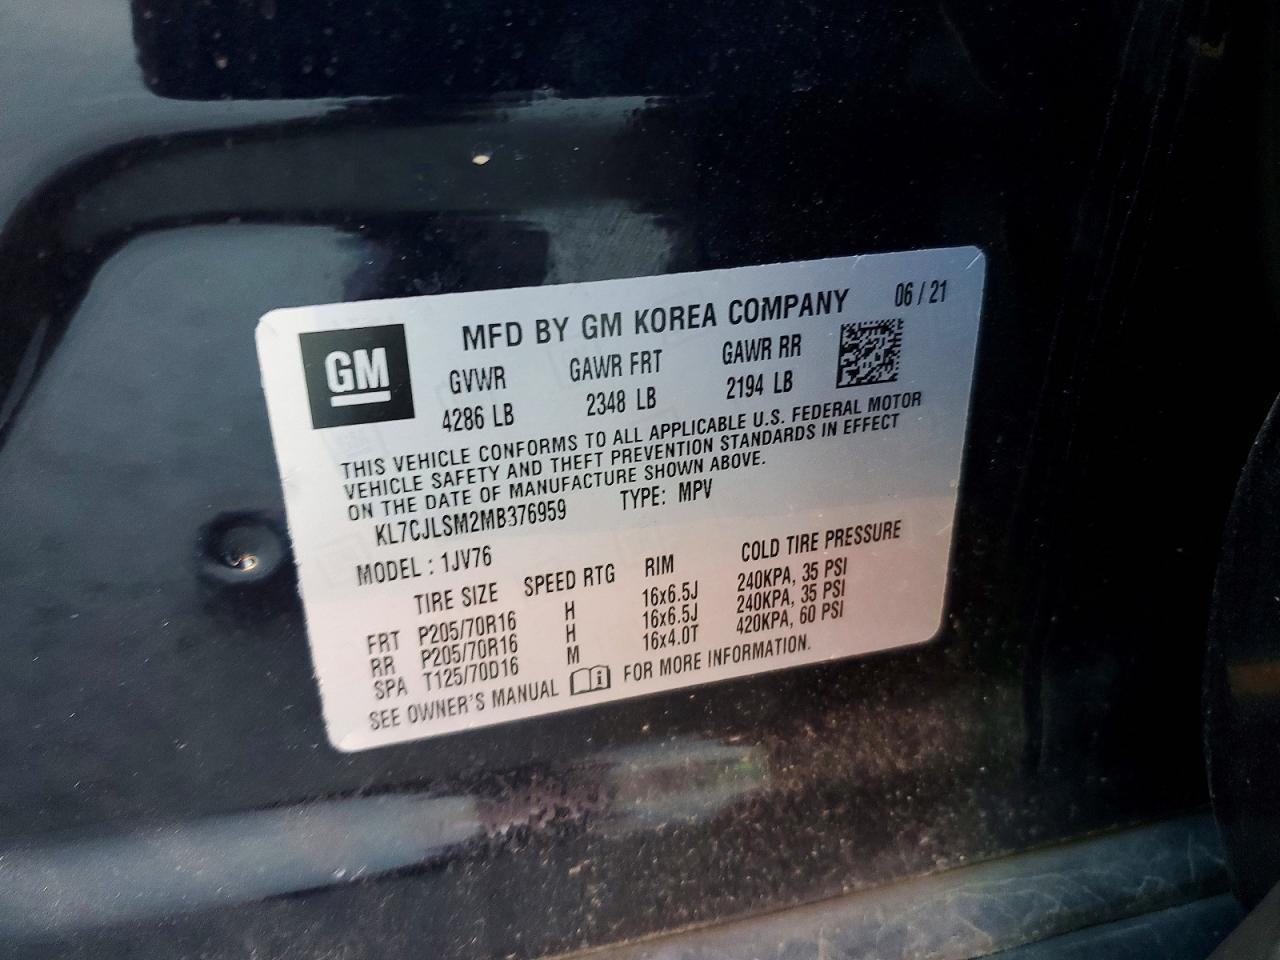 MFD BY GM KOREA COMPANY 06 / 21
GM
GVWR GAWR FRT GAWR RR
4286 LB 2348 LB 2194 LB
THIS VEHICLE CONFORMS TO ALL APPLICABLE U.S. FEDERAL MOTOR
VEHICLE SAFETY AND THEFT PREVENTION STANDARDS IN EFFECT
ON THE DATE OF MANUFACTURE SHOWN ABOVE.
KL7CJLSM2MB376959 TYPE: MPV
MODEL : 1JV76
TIRE SIZE SPEED RTG RIM COLD TIRE PRESSURE
FRT P205/70R16 H 16x6.5J 240KPA, 35 PSI
RR P205/70R16 H 16x6.5J 240KPA, 35 PSI
SPA T125/70D16 M 16x4.0T 420KPA, 60 PSI
SEE OWNER'S MANUAL FOR MORE INFORMATION.